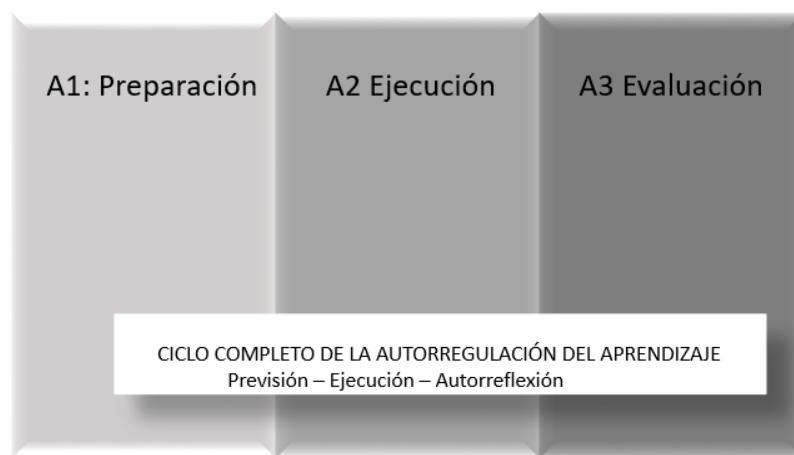 A1: Preparación
A2 Ejecución
A3 Evaluación
CICLO COMPLETO DE LA AUTORREGULACIÓN DEL APRENDIZAJE
Previsión – Ejecución – Autorreflexión